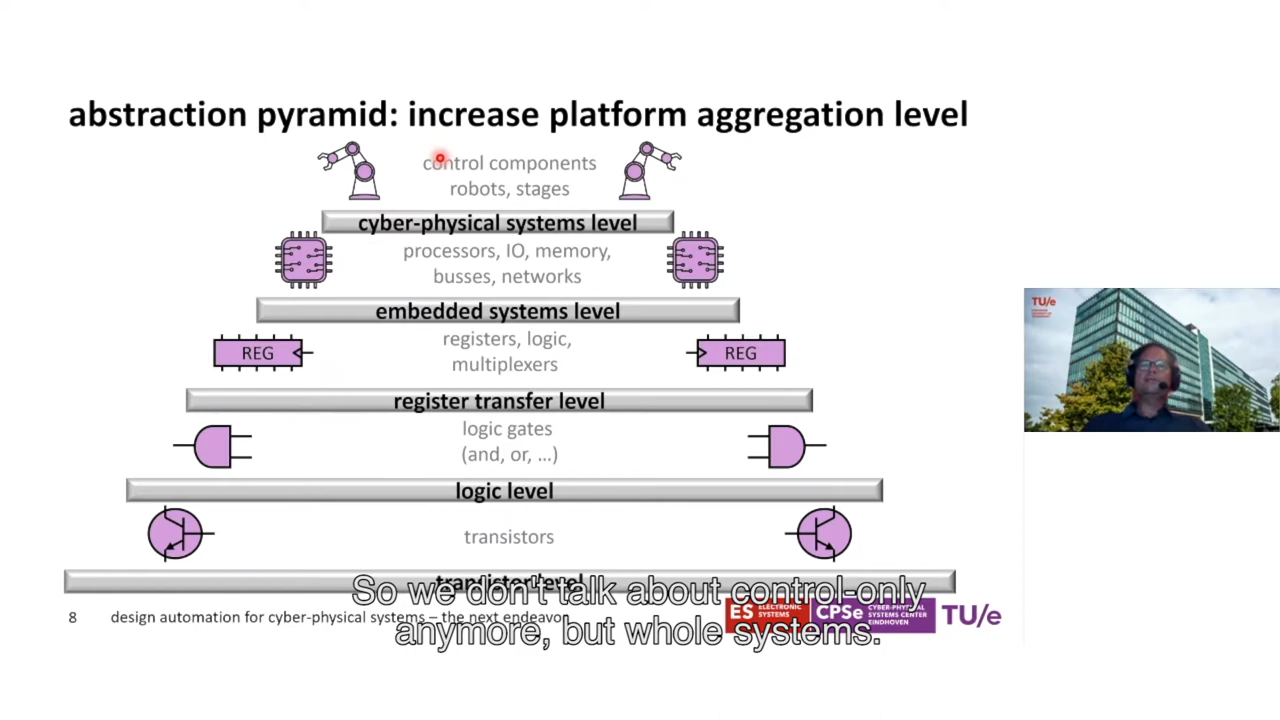 abstraction pyramid: increase platform aggregation level
control components
robots, stages
cyber-physical systems level
processors, IO, memory,
busses, networks
embedded systems level
registers, logic,
multiplexers
REG
REG
register transfer level
logic gates
(and, or, ...)
logic level
transistors
transistor level
So we don't talk about control-only
anymore, but whole systems.
8 design automation for cyber-physical systems – the next endeavor
ES ELECTRONIC SYSTEMS
CPSe CYBER-PHYSICAL SYSTEMS CENTER EINDHOVEN
TU/e
TU/e